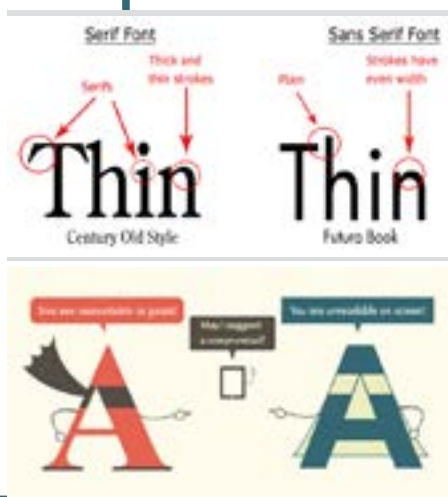 Serif Font
Thick and
thin strokes
Serifs
Thin
Century Old Style
Sans Serif Font
Strokes have
even width
Plain
Thin
Futura Book
You are unreadable in print!
May I suggest
a compromise?
You are unreadable on screen!
A
A